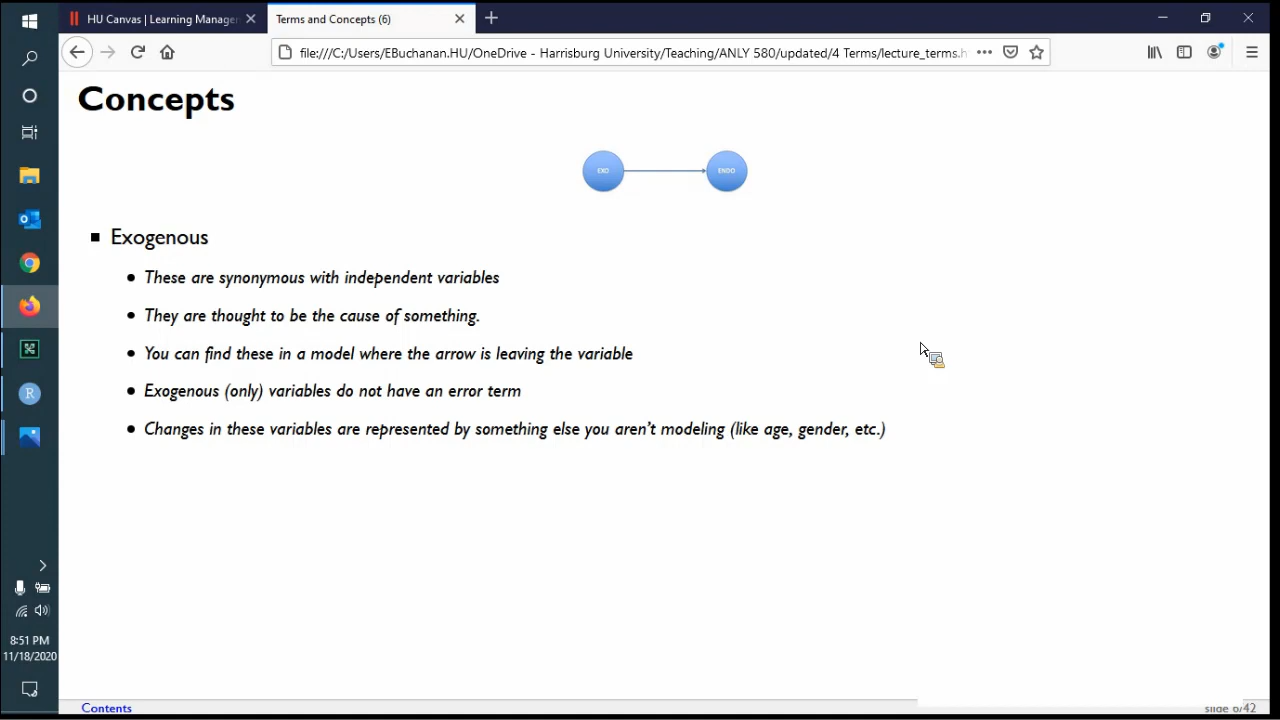 HU Canvas | Learning Manage
Terms and Concepts (6)
file:///C:/Users/EBuchanan.HU/OneDrive - Harrisburg University/Teaching/ANLY 580/updated/4 Terms/lecture_terms.h
Concepts
EXO
ENDO
Exogenous
These are synonymous with independent variables
They are thought to be the cause of something.
You can find these in a model where the arrow is leaving the variable
Exogenous (only) variables do not have an error term
Changes in these variables are represented by something else you aren't modeling (like age, gender, etc.)
R
8:51 PM
11/18/2020
Contents
slide 6/42